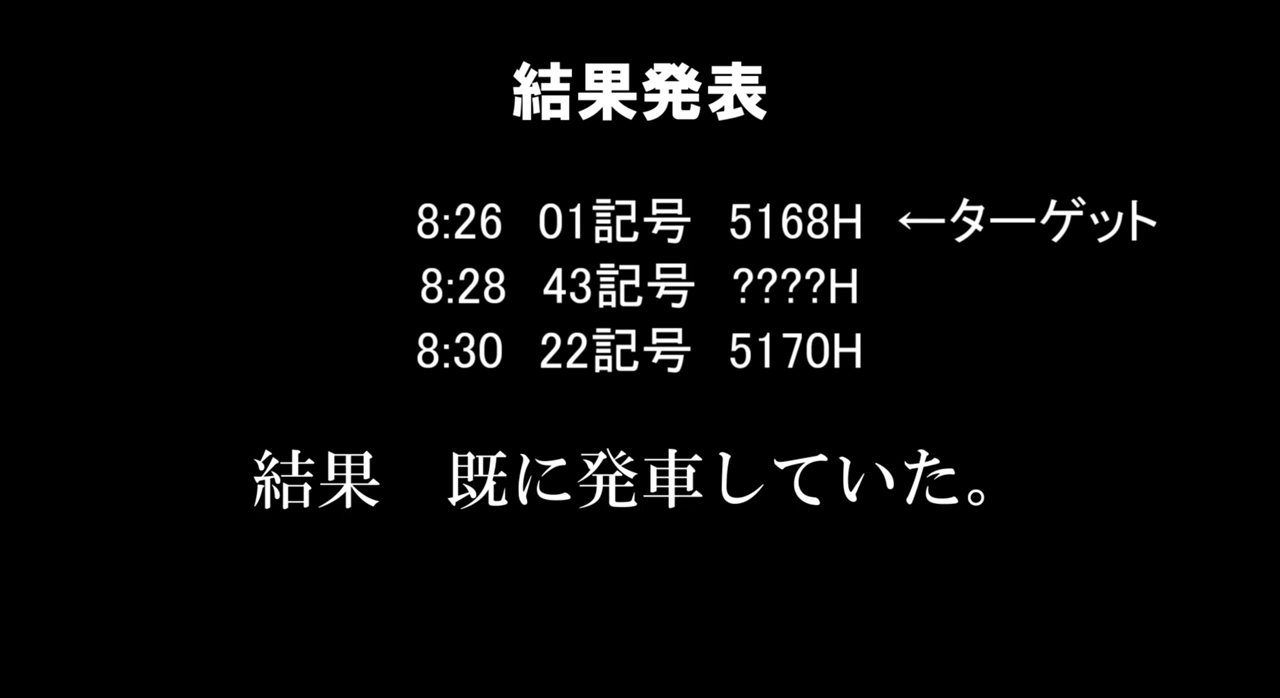 結果発表
8:26 01記号 5168H ←ターゲット
8:28 43記号 ????H
8:30 22記号 5170H
結果　既に発車していた。